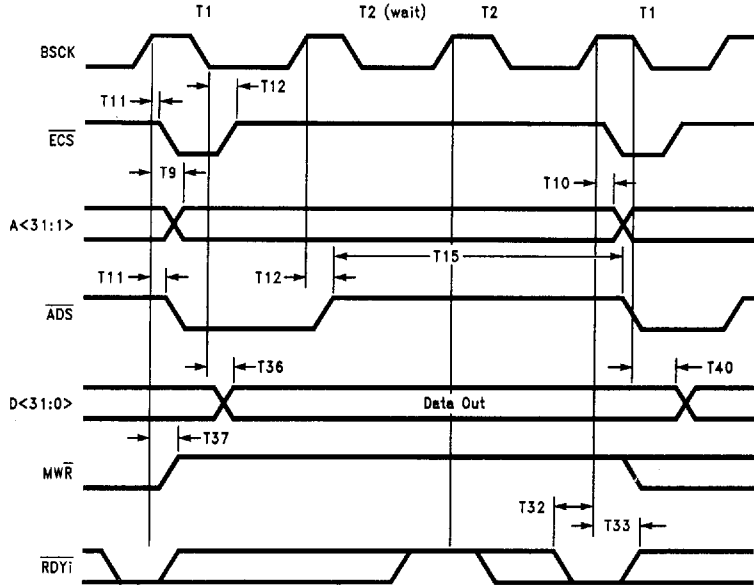 T1 T2 (wait) T2 T1
BSCK
T11 T12
ECS
T9 T10
A<31:1>
T15
T11 T12
ADS
T36 T40
D<31:0> Data Out
T37
MWR
T32 T33
RDYi